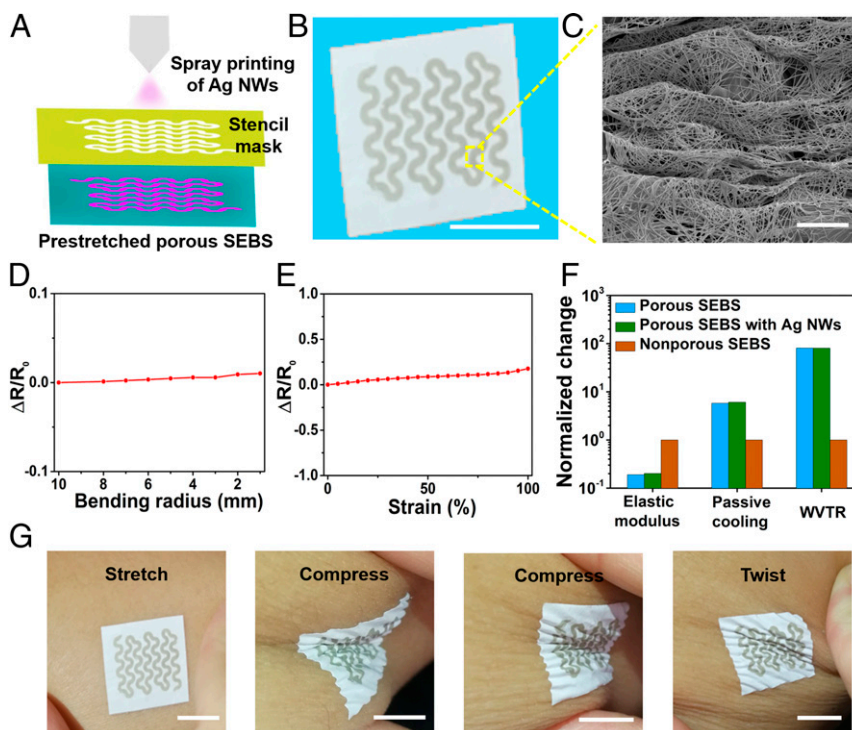 A
Spray printing
of Ag NWs
Stencil
mask
Prestretched porous SEBS
B
C
D
0.1
0.0
-0.1
ΔR/R₀
10 8 6 4 2
Bending radius (mm)
E
1.0
0.5
0.0
-0.5
-1.0
ΔR/R₀
0 50 100
Strain (%)
F
10³
10²
10¹
10⁰
10⁻¹
Normalized change
Porous SEBS
Porous SEBS with Ag NWs
Nonporous SEBS
Elastic
modulus
Passive
cooling
WVTR
G
Stretch
Compress
Compress
Twist